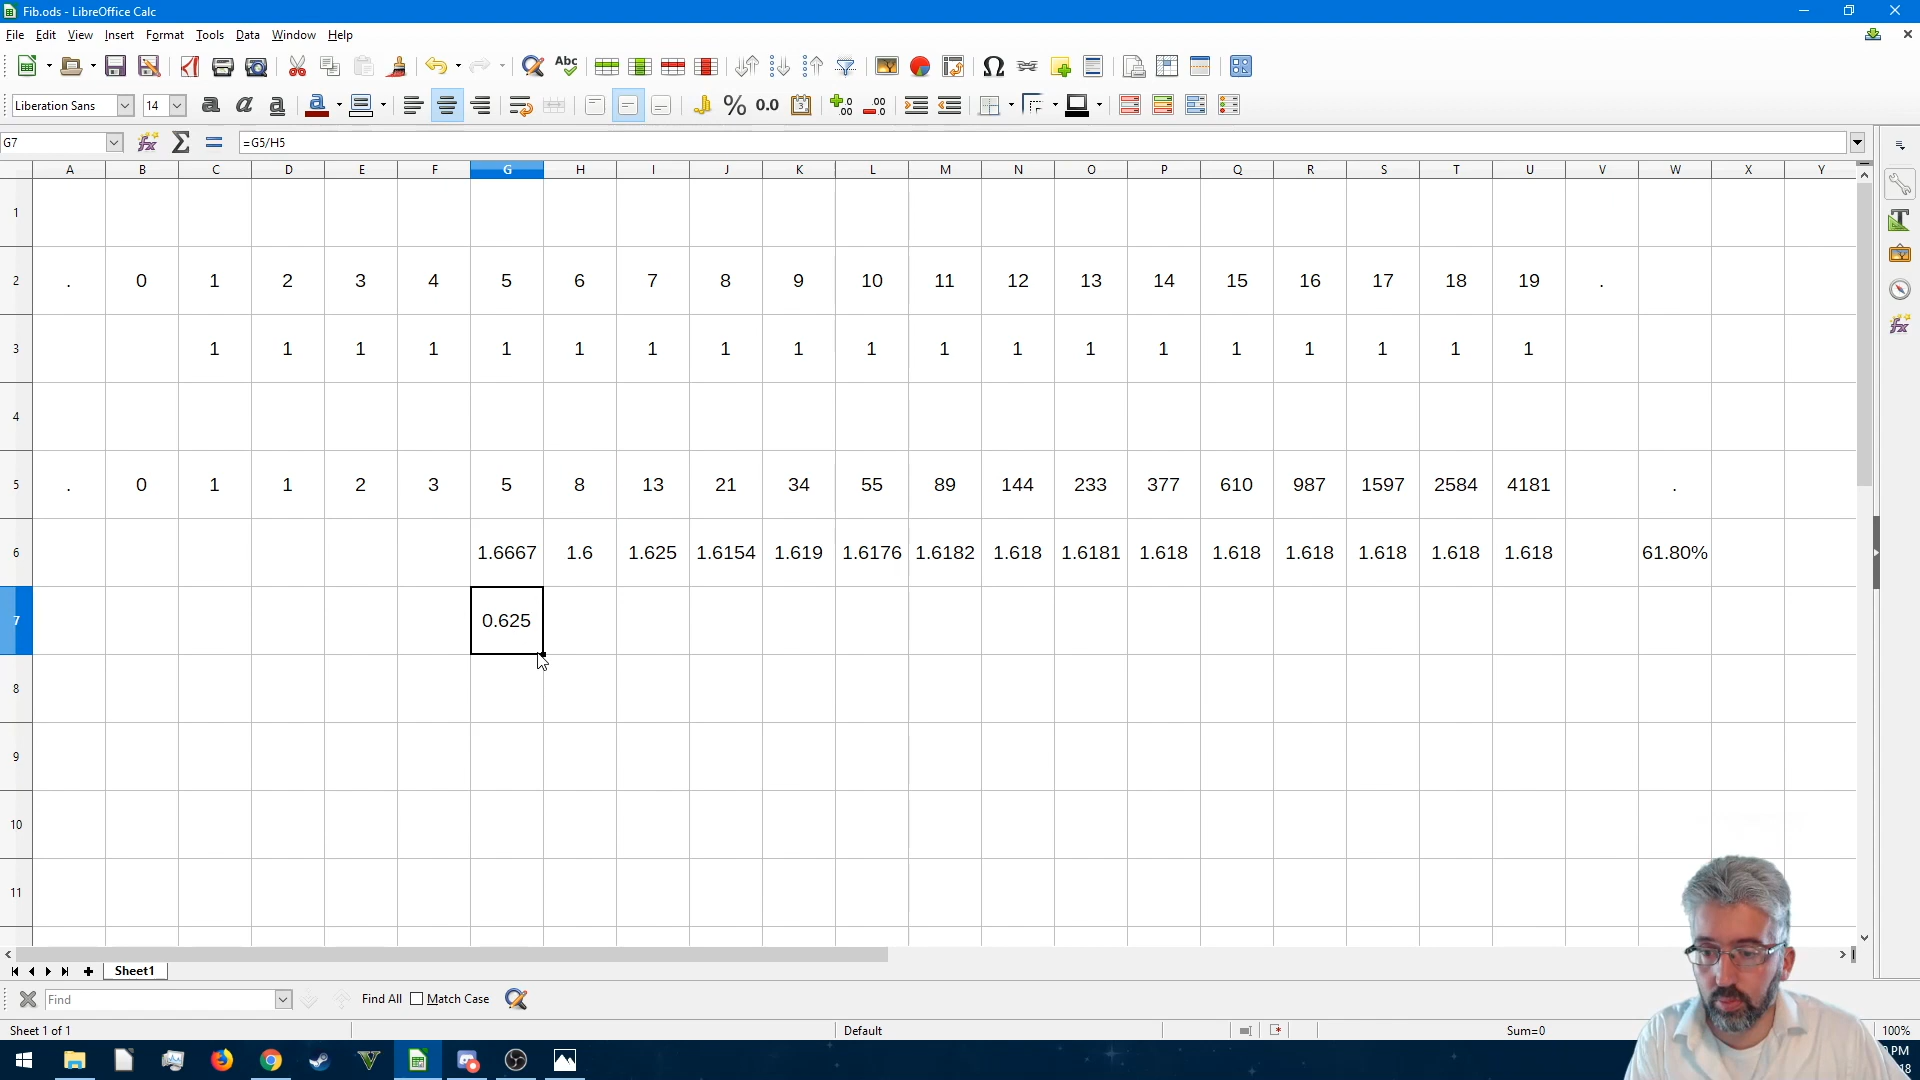 Fib.ods - LibreOffice Calc
File Edit View Insert Format Tools Data Window Help
Liberation Sans 14
G7 =G5/H5
A B C D E F G H I J K L M N O P Q R S T U V W X Y
1
2 . 0 1 2 3 4 5 6 7 8 9 10 11 12 13 14 15 16 17 18 19 .
3 1 1 1 1 1 1 1 1 1 1 1 1 1 1 1 1 1 1 1
4
5 . 0 1 1 2 3 5 8 13 21 34 55 89 144 233 377 610 987 1597 2584 4181 .
6 1.6667 1.6 1.625 1.6154 1.619 1.6176 1.6182 1.618 1.6181 1.618 1.618 1.618 1.618 1.618 1.618 61.80%
7 0.625
8
9
10
11
Sheet1
Find Find All Match Case
Sheet 1 of 1 Default Sum=0 100%
PM
18